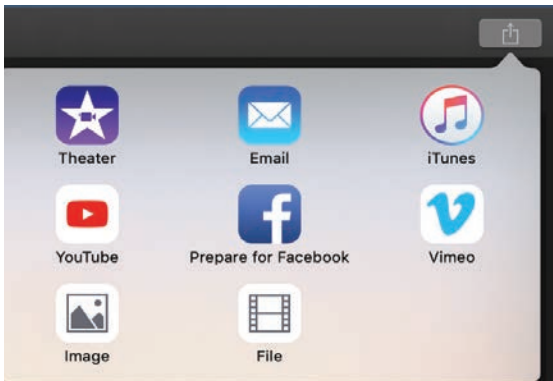 Theater
Email
iTunes
YouTube
Prepare for Facebook
Vimeo
Image
File